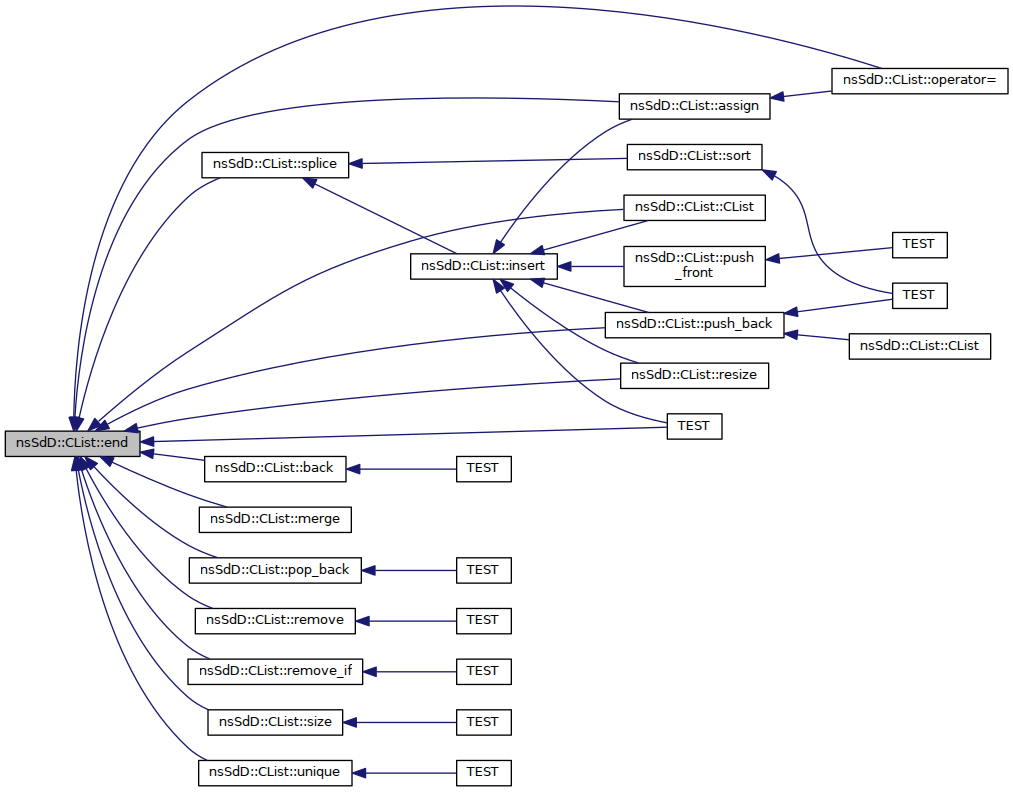 nsSdD::CList::operator=
nsSdD::CList::assign
nsSdD::CList::sort
nsSdD::CList::splice
nsSdD::CList::CList
TEST
nsSdD::CList::push
_front
nsSdD::CList::insert
TEST
nsSdD::CList::push_back
nsSdD::CList::CList
nsSdD::CList::resize
TEST
nsSdD::CList::end
nsSdD::CList::back
TEST
nsSdD::CList::merge
nsSdD::CList::pop_back
TEST
nsSdD::CList::remove
TEST
nsSdD::CList::remove_if
TEST
nsSdD::CList::size
TEST
nsSdD::CList::unique
TEST